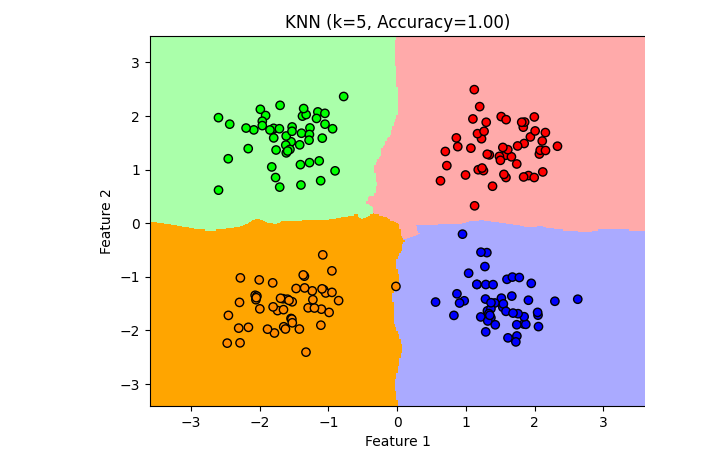 KNN (k=5, Accuracy=1.00)
3
2
1
0
−1
−2
−3
Feature 2
−3 −2 −1 0 1 2 3
Feature 1